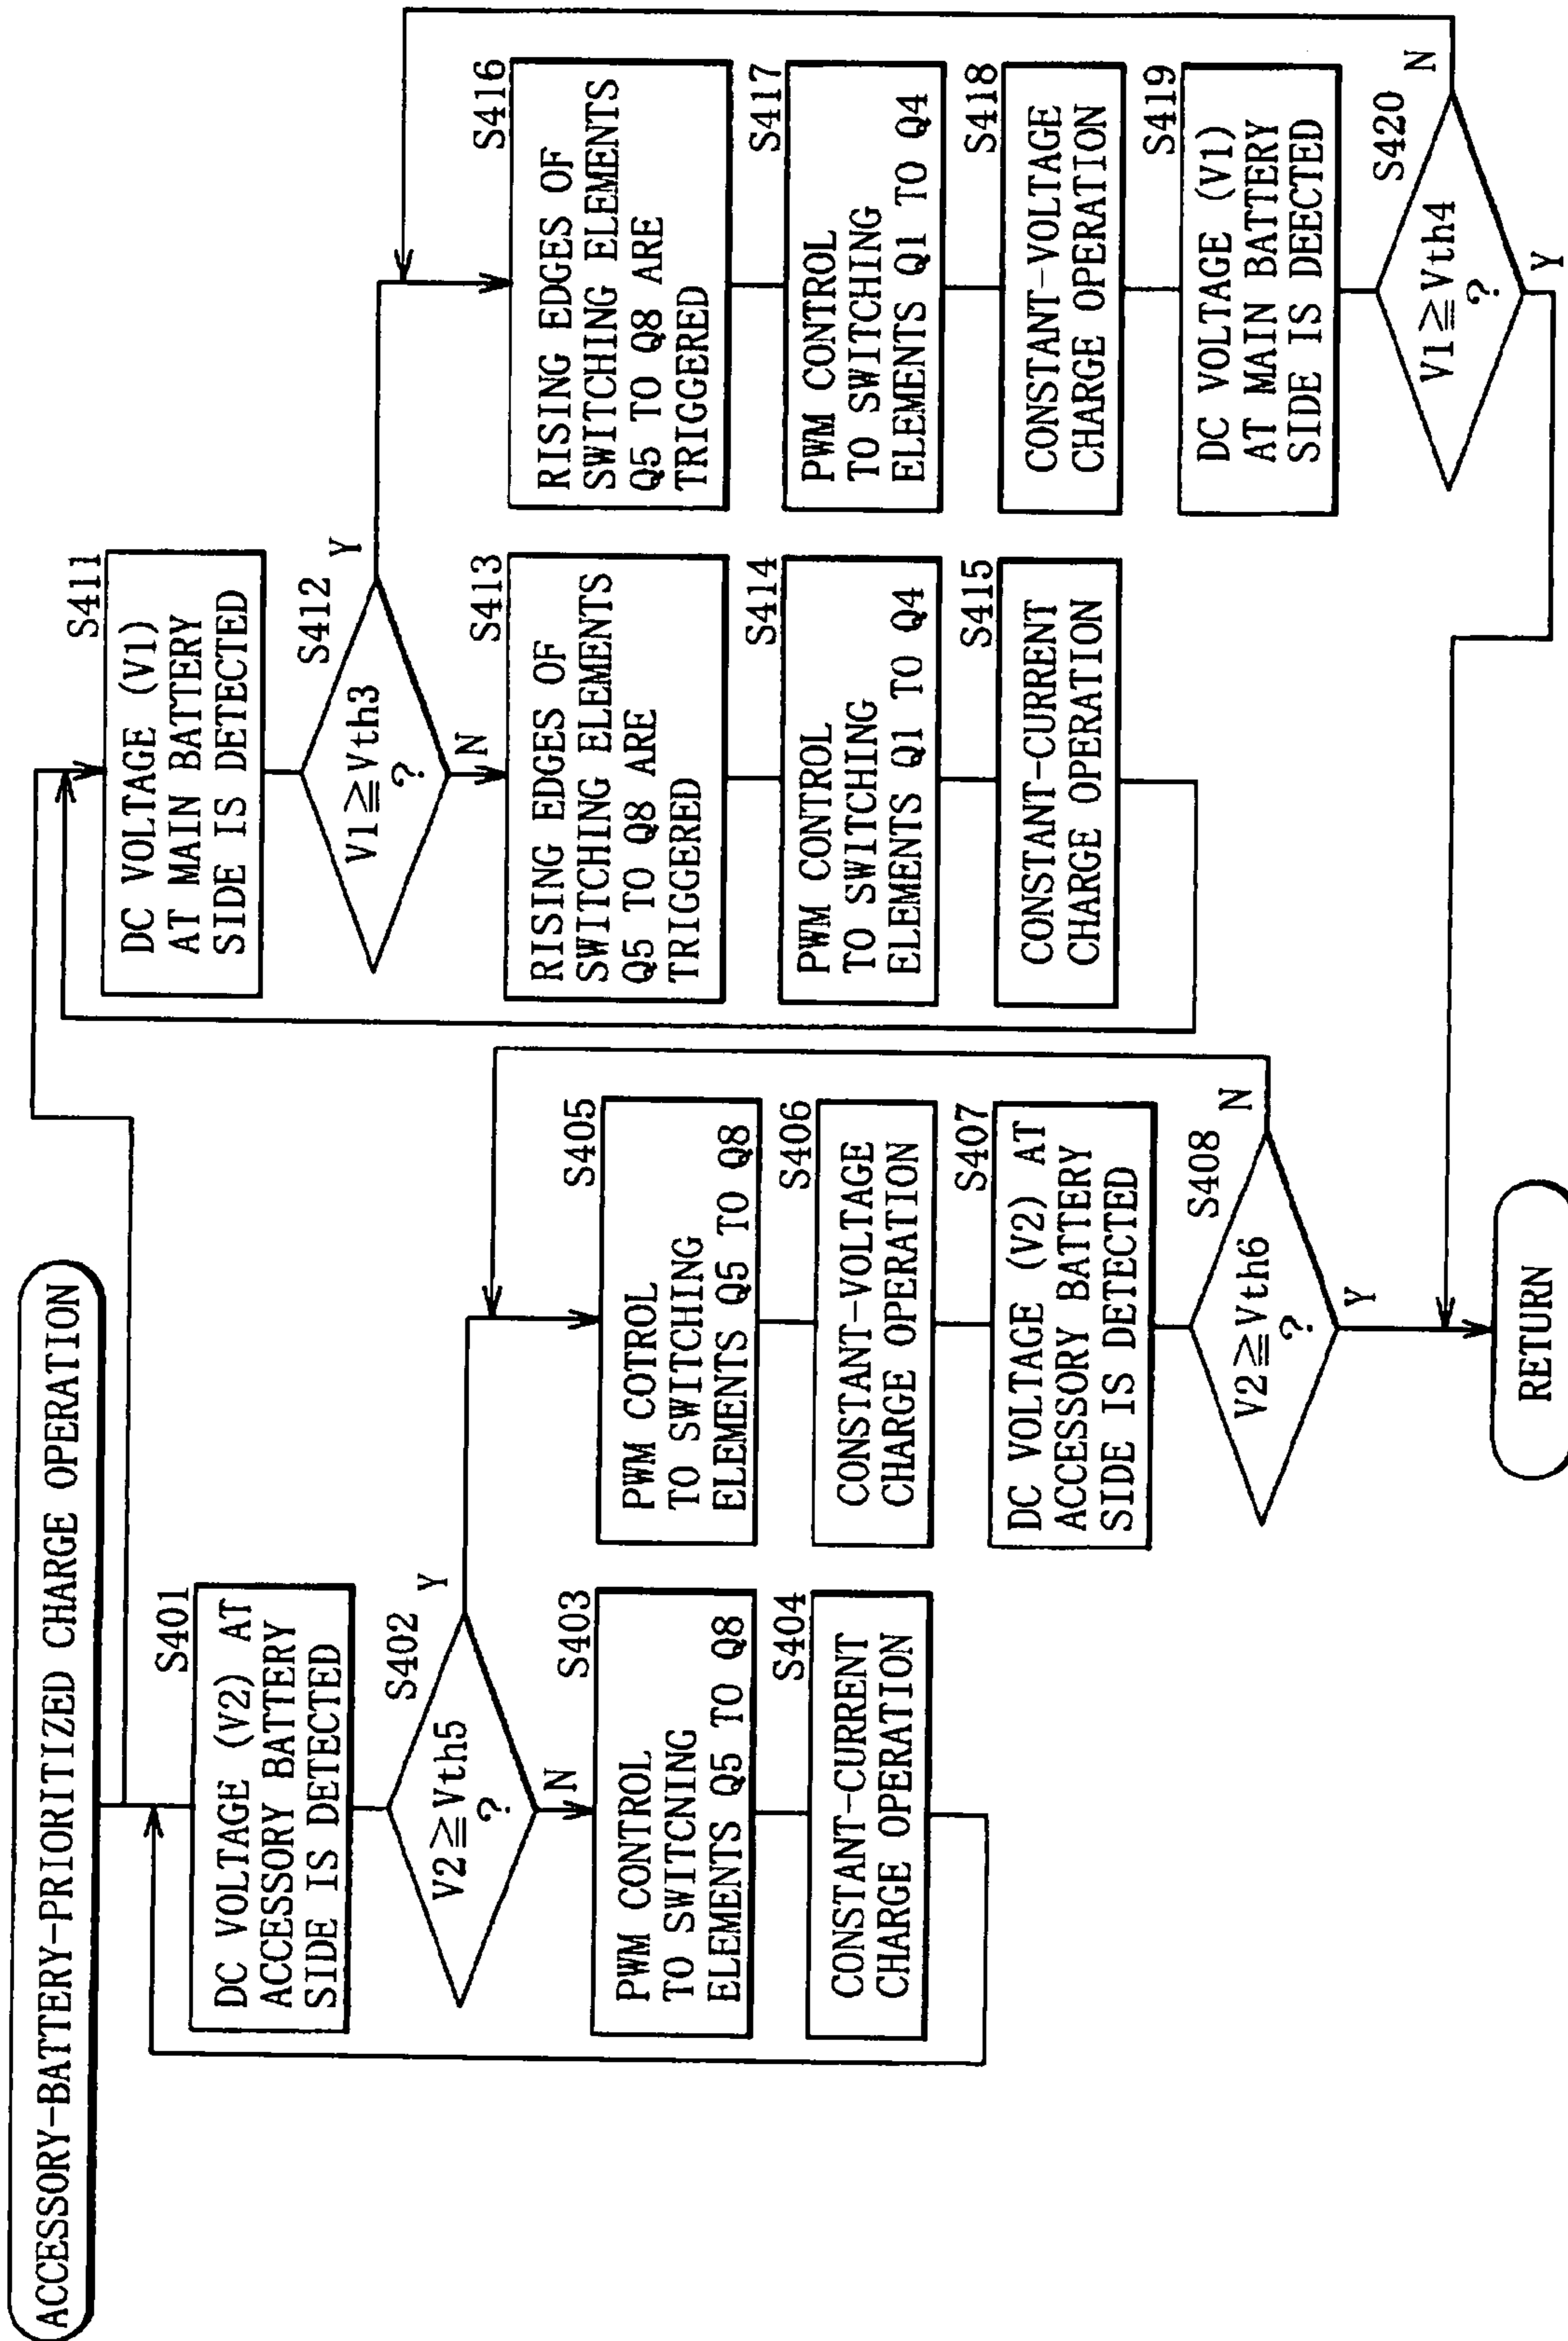 ACCESSORY-BATTERY-PRIORITIZED CHARGE OPERATION
S401
DC VOLTAGE (V2) AT
ACCESSORY BATTERY
SIDE IS DETECTED
S402
V2≧Vth5
?
Y
N
S403
PWM CONTROL
TO SWITCNING
ELEMENTS Q5 TO Q8
S404
CONSTANT-CURRENT
CHARGE OPERATION
S405
PWM COTROL
TO SWITCHING
ELEMENTS Q5 TO Q8
S406
CONSTANT-VOLTAGE
CHARGE OPERATION
S407
DC VOLTAGE (V2) AT
ACCESSORY BATTERY
SIDE IS DETECTED
S408
V2≧Vth6
?
N
Y
RETURN
S411
DC VOLTAGE (V1)
AT MAIN BATTERY
SIDE IS DETECTED
S412
V1≧Vth3
?
Y
N
S413
RISING EDGES OF
SWITCHING ELEMENTS
Q5 TO Q8 ARE
TRIGGERED
S414
PWM CONTROL
TO SWITCHING
ELEMENTS Q1 TO Q4
S415
CONSTANT-CURRENT
CHARGE OPERATION
S416
RISING EDGES OF
SWITCHING ELEMENTS
Q5 TO Q8 ARE
TRIGGERED
S417
PWM CONTROL
TO SWITCHING
ELEMENTS Q1 TO Q4
S418
CONSTANT-VOLTAGE
CHARGE OPERATION
S419
DC VOLTAGE (V1)
AT MAIN BATTERY
SIDE IS DEECTED
S420
V1≧Vth4
?
N
Y